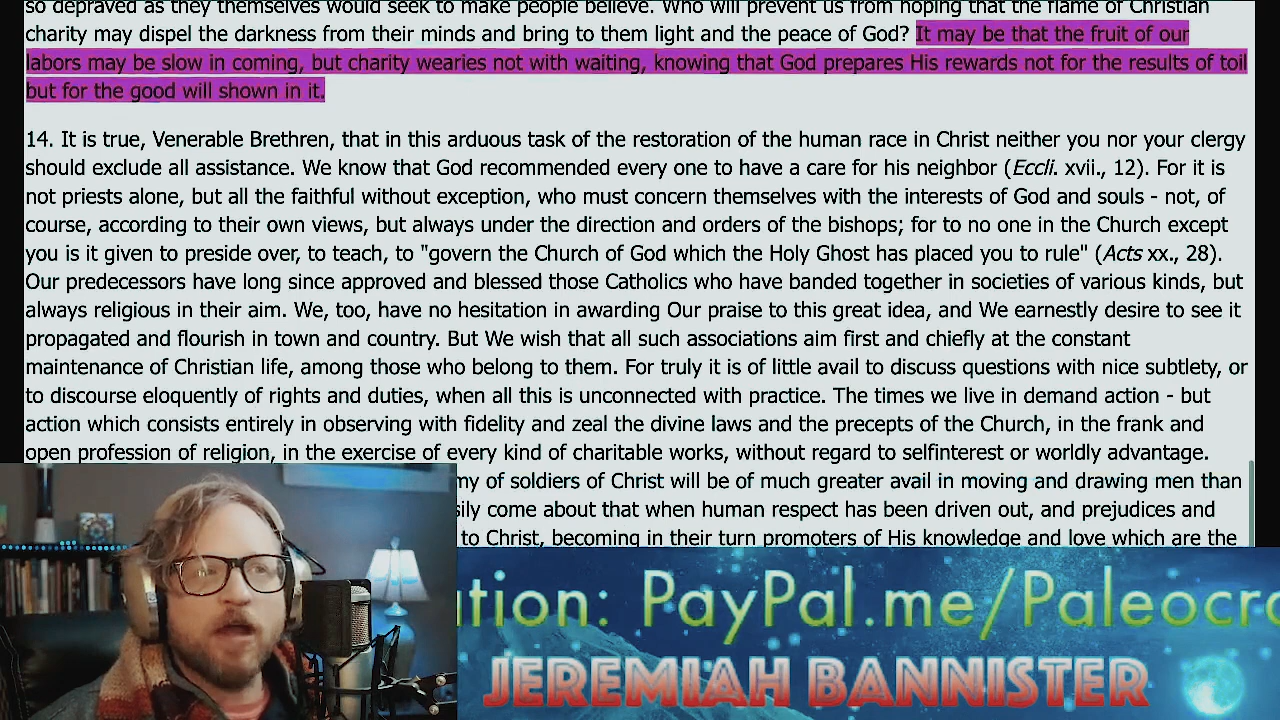 so depraved as they themselves would seek to make people believe. Who will prevent us from hoping that the flame of Christian
charity may dispel the darkness from their minds and bring to them light and the peace of God? It may be that the fruit of our
labors may be slow in coming, but charity wearies not with waiting, knowing that God prepares His rewards not for the results of toil
but for the good will shown in it.
14. It is true, Venerable Brethren, that in this arduous task of the restoration of the human race in Christ neither you nor your clergy
should exclude all assistance. We know that God recommended every one to have a care for his neighbor (Eccli. xvii., 12). For it is
not priests alone, but all the faithful without exception, who must concern themselves with the interests of God and souls - not, of
course, according to their own views, but always under the direction and orders of the bishops; for to no one in the Church except
you is it given to preside over, to teach, to "govern the Church of God which the Holy Ghost has placed you to rule" (Acts xx., 28).
Our predecessors have long since approved and blessed those Catholics who have banded together in societies of various kinds, but
always religious in their aim. We, too, have no hesitation in awarding Our praise to this great idea, and We earnestly desire to see it
propagated and flourish in town and country. But We wish that all such associations aim first and chiefly at the constant
maintenance of Christian life, among those who belong to them. For truly it is of little avail to discuss questions with nice subtlety, or
to discourse eloquently of rights and duties, when all this is unconnected with practice. The times we live in demand action - but
action which consists entirely in observing with fidelity and zeal the divine laws and the precepts of the Church, in the frank and
open profession of religion, in the exercise of every kind of charitable works, without regard to selfinterest or worldly advantage.
my of soldiers of Christ will be of much greater avail in moving and drawing men than
sily come about that when human respect has been driven out, and prejudices and
to Christ, becoming in their turn promoters of His knowledge and love which are the
ation: PayPal.me/Paleocra
JEREMIAH BANNISTER